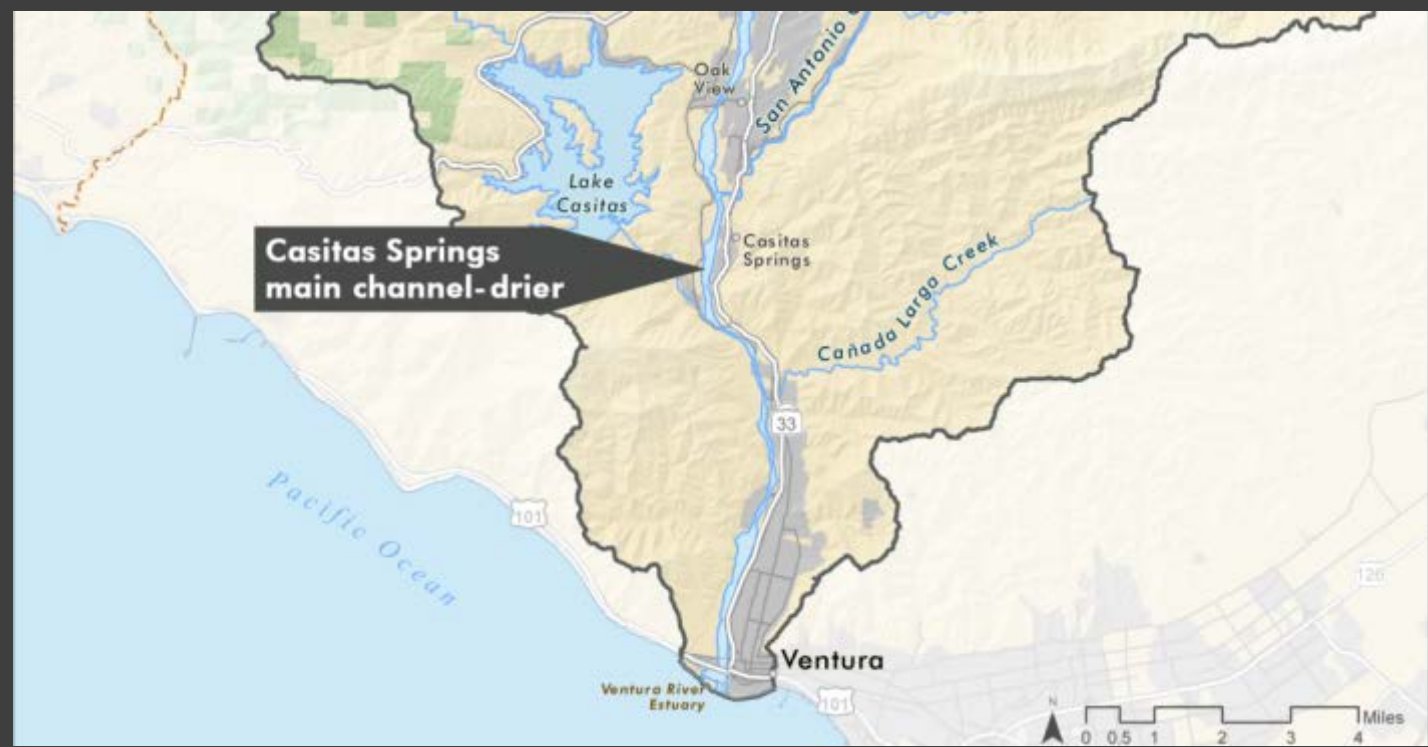 Oak
View
San Antonio
Lake
Casitas
Casitas Springs
main channel-drier
Casitas
Springs
Cañada Larga Creek
33
Pacific Ocean
101
126
Ventura
Ventura River
Estuary
101
N
Miles
0 0.5 1 2 3 4